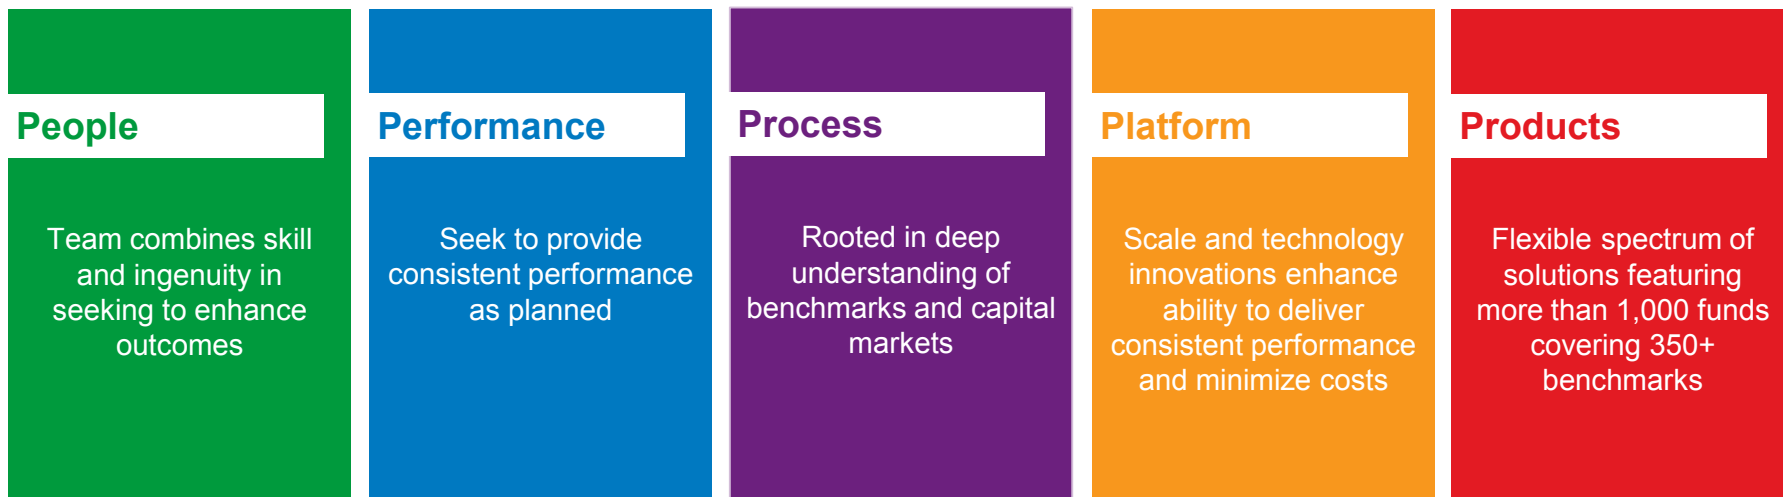 People
Team combines skill
and ingenuity in
seeking to enhance
outcomes
Performance
Seek to provide
consistent performance
as planned
Process
Rooted in deep
understanding of
benchmarks and capital
markets
Platform
Scale and technology
innovations enhance
ability to deliver
consistent performance
and minimize costs
Products
Flexible spectrum of
solutions featuring
more than 1,000 funds
covering 350+
benchmarks